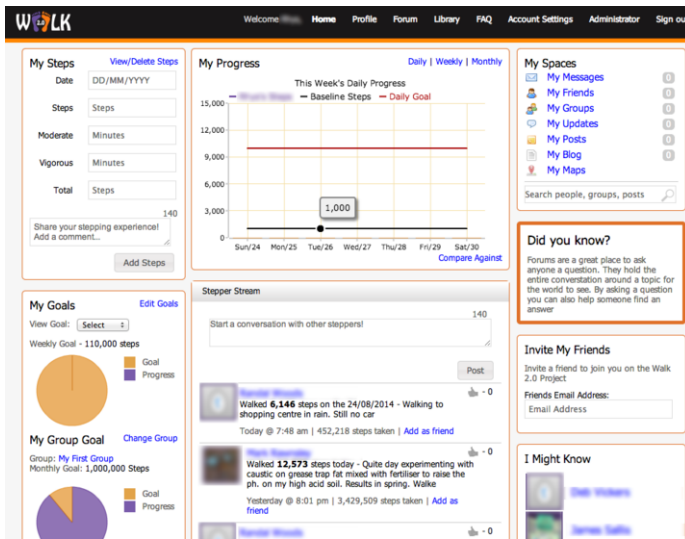 WALK 2.0
Welcome
Home
Profile
Forum
Library
FAQ
Account Settings
Administrator
Sign ou
My Steps
View/Delete Steps
Date
DD/MM/YYYY
Steps
Steps
Moderate
Minutes
Vigorous
Minutes
Total
Steps
140
Share your stepping experience!
Add a comment...
Add Steps
My Goals
Edit Goals
View Goal:
Select
Weekly Goal - 110,000 steps
Goal
Progress
My Group Goal
Change Group
Group: My First Group
Monthly Goal: 1,000,000 Steps
Goal
Progress
My Progress
Daily | Weekly | Monthly
This Week's Daily Progress
Baseline Steps
Daily Goal
15,000
12,000
9,000
6,000
3,000
0
1,000
Sun/24
Mon/25
Tue/26
Wed/27
Thu/28
Fri/29
Sat/30
Compare Against
Stepper Stream
140
Start a conversation with other steppers!
Post
- 0
Walked 6,146 steps on the 24/08/2014 - Walking to
shopping centre in rain. Still no car
Today @ 7:48 am | 452,218 steps taken | Add as friend
- 0
Walked 12,573 steps today - Quite day experimenting with
caustic on grease trap fat mixed with fertiliser to raise the
ph. on my high acid soil. Results in spring. Walke
Yesterday @ 8:01 pm | 3,429,509 steps taken | Add as
friend
- 0
My Spaces
My Messages
0
My Friends
0
My Groups
0
My Updates
0
My Posts
0
My Blog
0
My Maps
Search people, groups, posts
Did you know?
Forums are a great place to ask
anyone a question. They hold the
entire converstation around a topic for
the world to see. By asking a question
you can also help someone find an
answer
Invite My Friends
Invite a friend to join you on the Walk
2.0 Project
Friends Email Address:
Email Address
I Might Know